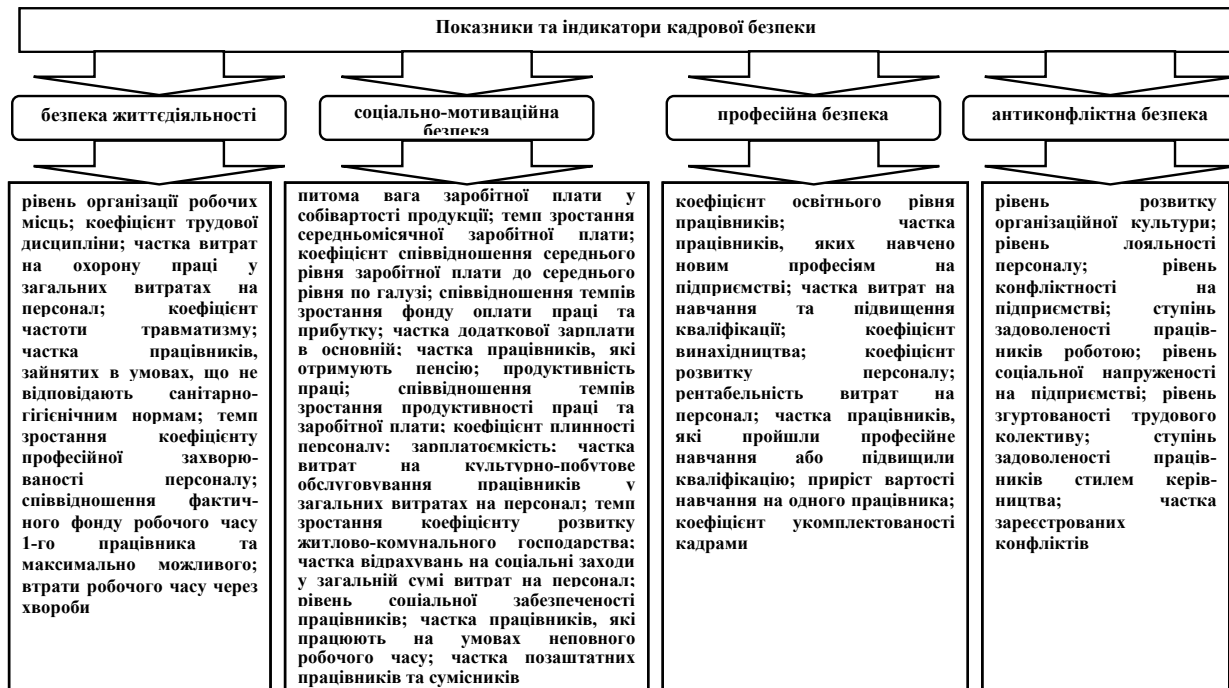 Показники та індикатори кадрової безпеки
безпека життєдіяльності
соціально-мотиваційна
безпека
професійна безпека
антиконфліктна безпека
рівень організації робочих
місць; коефіцієнт трудової
дисципліни; частка витрат
на охорону праці у
загальних витратах на
персонал; коефіцієнт
частоти травматизму;
частка працівників,
зайнятих в умовах, що не
відповідають санітарно-
гігієнічним нормам; темп
зростання коефіцієнту
професійної захворю-
ваності персоналу;
співвідношення фактич-
ного фонду робочого часу
1-го працівника та
максимально можливого;
втрати робочого часу через
хвороби
питома вага заробітної плати у
собівартості продукції; темп зростання
середньомісячної заробітної плати;
коефіцієнт співвідношення середнього
рівня заробітної плати до середнього
рівня по галузі; співвідношення темпів
зростання фонду оплати праці та
прибутку; частка додаткової зарплати
в основній; частка працівників, які
отримують пенсію; продуктивність
праці; співвідношення темпів
зростання продуктивності праці та
заробітної плати; коефіцієнт плинності
персоналу; зарплатоємкість; частка
витрат на культурно-побутове
обслуговування працівників у
загальних витратах на персонал; темп
зростання коефіцієнту розвитку
житлово-комунального господарства;
частка відрахувань на соціальні заходи
у загальній сумі витрат на персонал;
рівень соціальної забезпеченості
працівників; частка працівників, які
працюють на умовах неповного
робочого часу; частка позаштатних
працівників та сумісників
коефіцієнт освітнього рівня
працівників; частка
працівників, яких навчено
новим професіям на
підприємстві; частка витрат на
навчання та підвищення
кваліфікації; коефіцієнт
винахідництва; коефіцієнт
розвитку персоналу;
рентабельність витрат на
персонал; частка працівників,
які пройшли професійне
навчання або підвищили
кваліфікацію; приріст вартості
навчання на одного працівника;
коефіцієнт укомплектованості
кадрами
рівень розвитку
організаційної культури;
рівень лояльності
персоналу; рівень
конфліктності на
підприємстві; ступінь
задоволеності праців-
ників роботою; рівень
соціальної напруженості
на підприємстві; рівень
згуртованості трудового
колективу; ступінь
задоволеності праців-
ників стилем керів-
ництва; частка
зареєстрованих
конфліктів